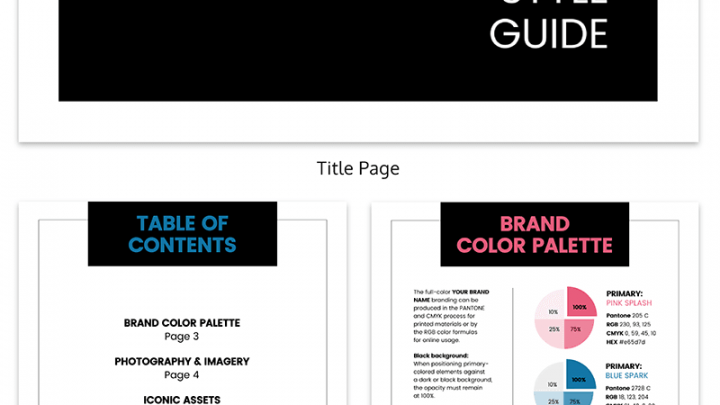 STYLE
GUIDE
Title Page
TABLE OF
CONTENTS
BRAND COLOR PALETTE
Page 3
PHOTOGRAPHY & IMAGERY
Page 4
ICONIC ASSETS
BRAND
COLOR PALETTE
The full-color YOUR BRAND
NAME branding can be
produced in the PANTONE
and CMYK process for
printed materials or by
the RGB color formulas
for online usage.
Black background:
When positioning primary-
colored elements against
a dark or black background,
the opacity must remain
at 100%.
10%
100%
25%
75%
PRIMARY:
PINK SPLASH
Pantone 205 C
RGB 230, 93, 125
CMYK 0, 59, 45, 10
HEX #e65d7d
10%
100%
25%
75%
PRIMARY:
BLUE SPARK
Pantone 2728 C
RGB 18, 123, 204